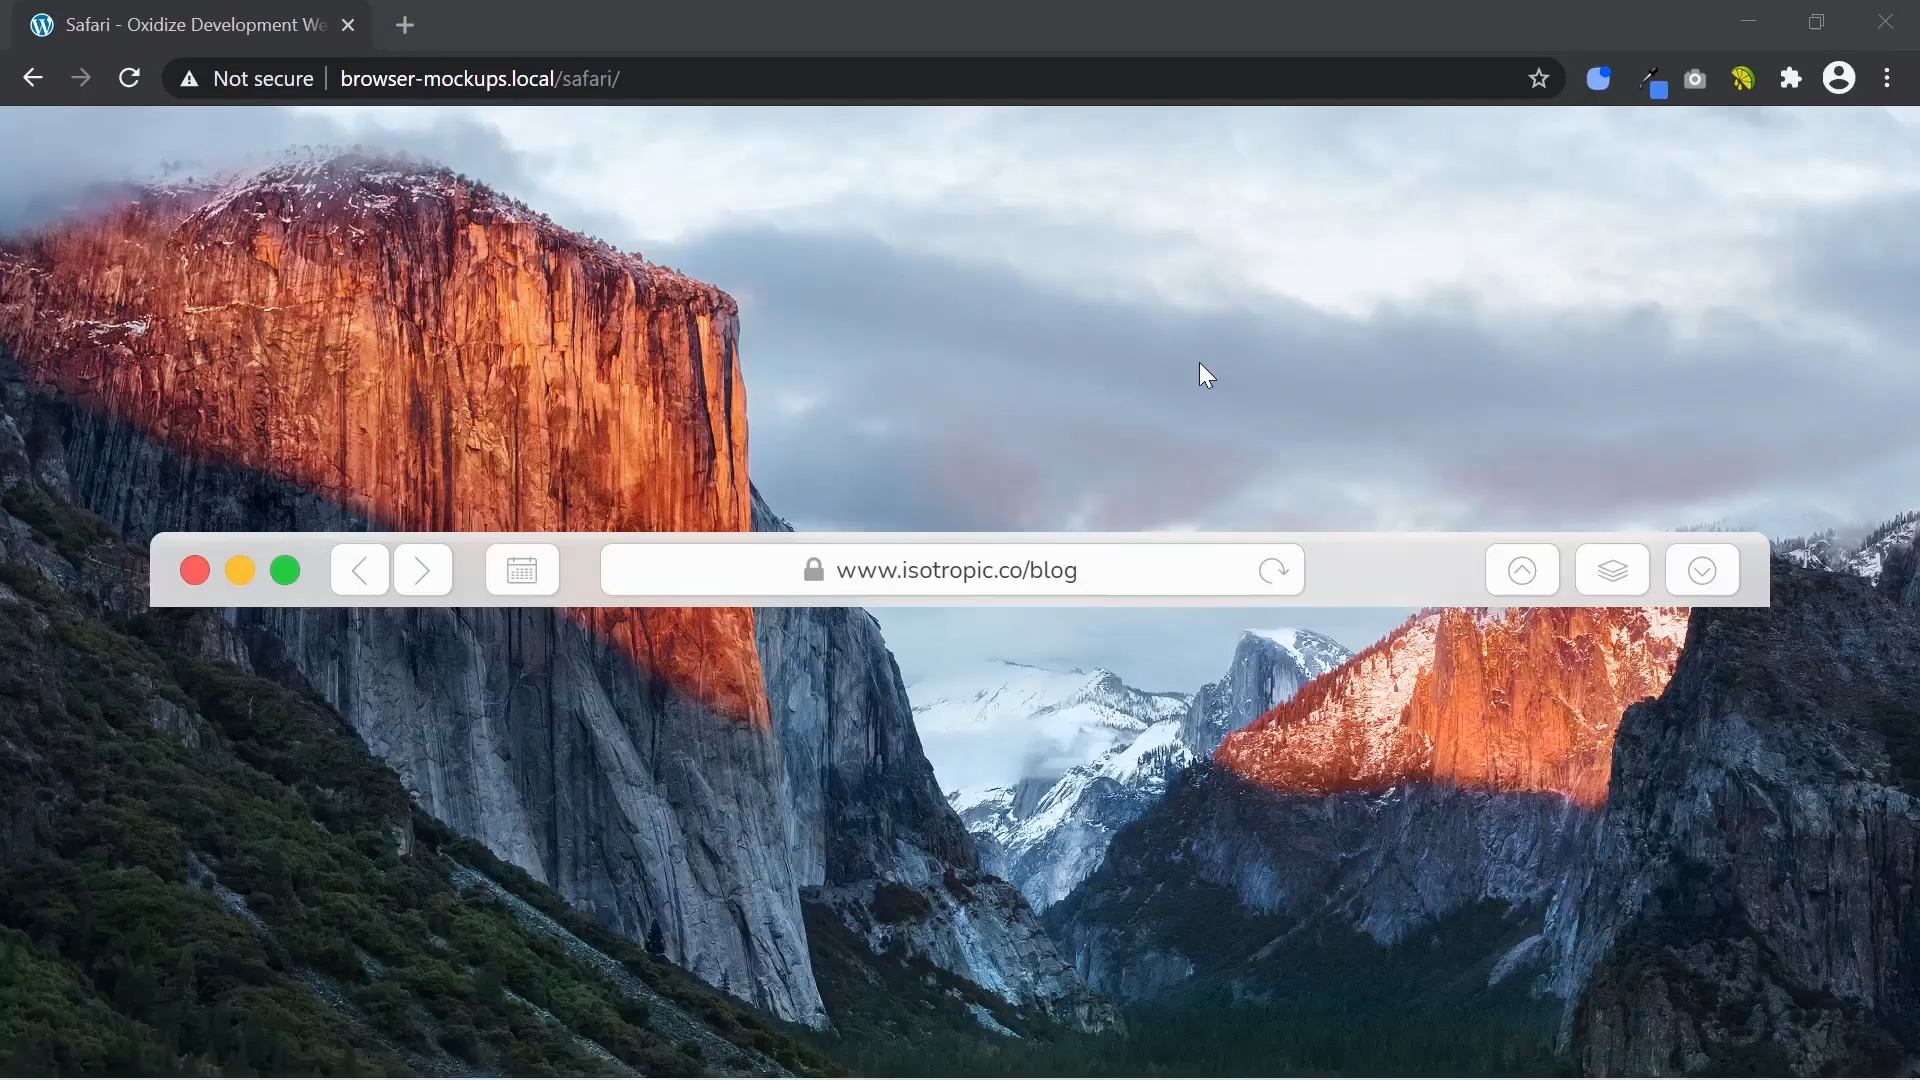 Safari - Oxidize Development We
Not secure
browser-mockups.local/safari/
www.isotropic.co/blog